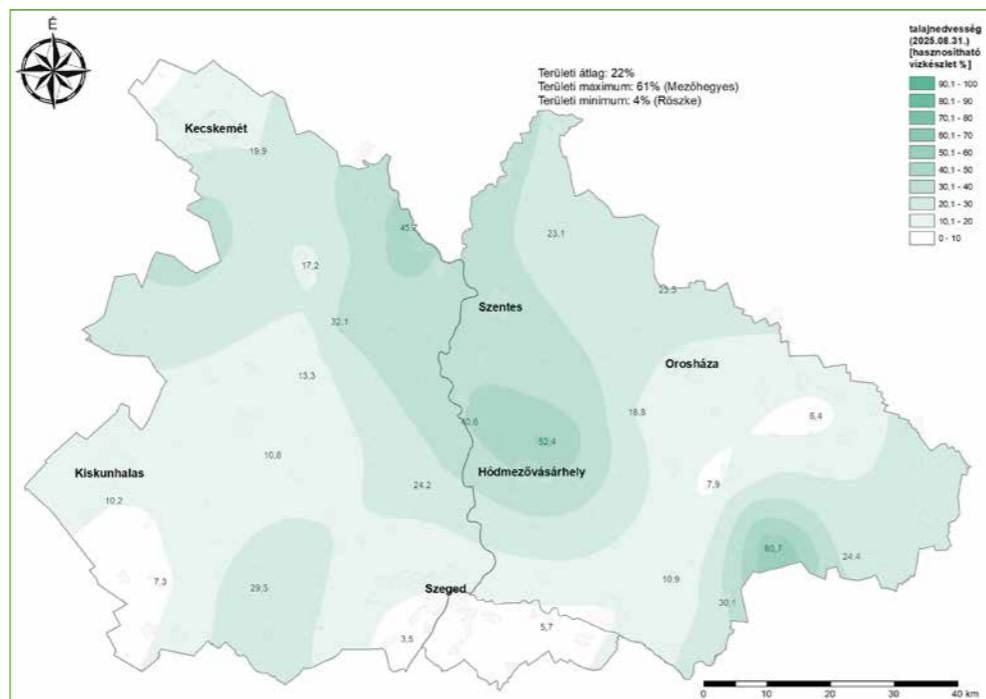 É
talajnedvesség
(2025.08.31.)
[hasznosítható
vízkészlet %]
90,1 - 100
80,1 - 90
70,1 - 80
60,1 - 70
50,1 - 60
40,1 - 50
30,1 - 40
20,1 - 30
10,1 - 20
0 - 10
Területi átlag: 22%
Területi maximum: 61% (Mezőhegyes)
Területi minimum: 4% (Röszke)
Kecskemét
19,9
45,7
23,1
17,2
25,5
Szentes
32,1
Orosháza
13,3
18,8
6,4
40,6
52,4
10,8
Kiskunhalas
Hódmezővásárhely
24,2
7,9
10,2
60,7
24,4
7,3
10,9
29,5
Szeged
30,1
3,5
5,7
0 10 20 30 40 km